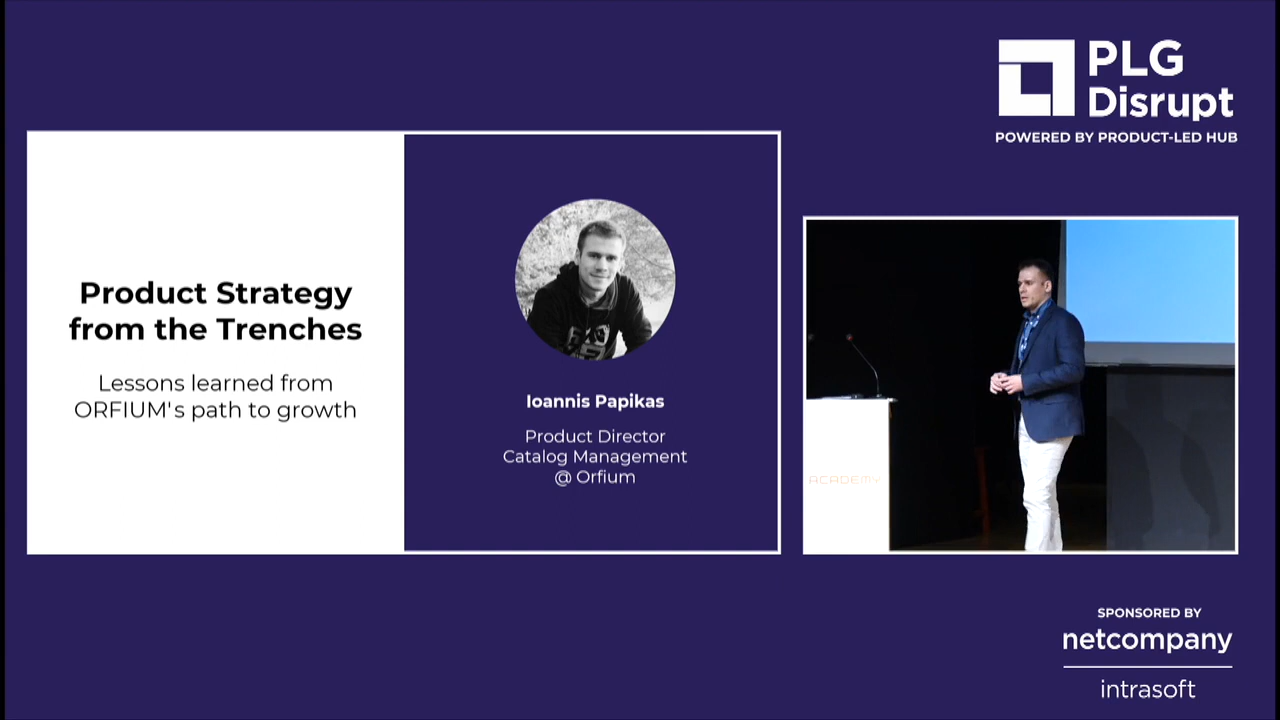 PLG
Disrupt
POWERED BY PRODUCT-LED HUB
Product Strategy
from the Trenches
Lessons learned from
ORFIUM's path to growth
Ioannis Papikas
Product Director
Catalog Management
@ Orfium
ACADEMY
SPONSORED BY
netcompany
intrasoft